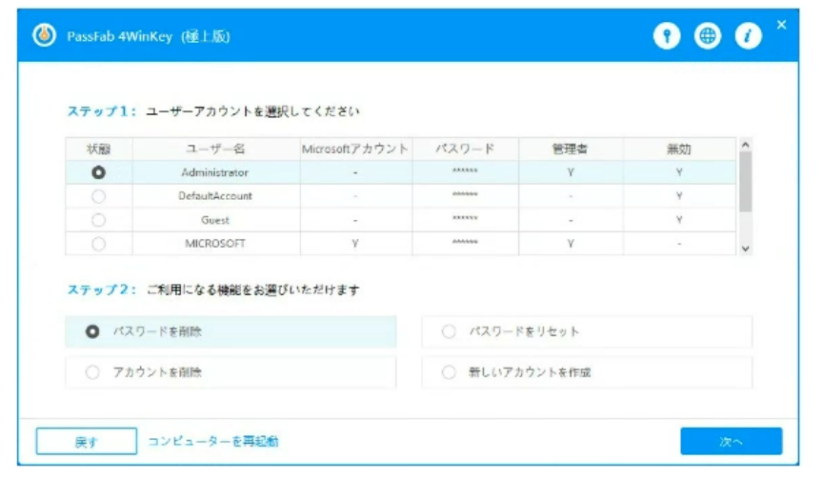 PassFab 4WinKey (極上版)
ステップ1: ユーザーアカウントを選択してください
状態 ユーザー名 Microsoftアカウント パスワード 管理者 無効
Administrator - ****** Y Y
DefaultAccount - ****** - Y
Guest - ****** - Y
MICROSOFT Y ****** Y -
ステップ2: ご利用になる機能をお選びいただけます
パスワードを削除 パスワードをリセット
アカウントを削除 新しいアカウントを作成
戻す コンピューターを再起動 次へ